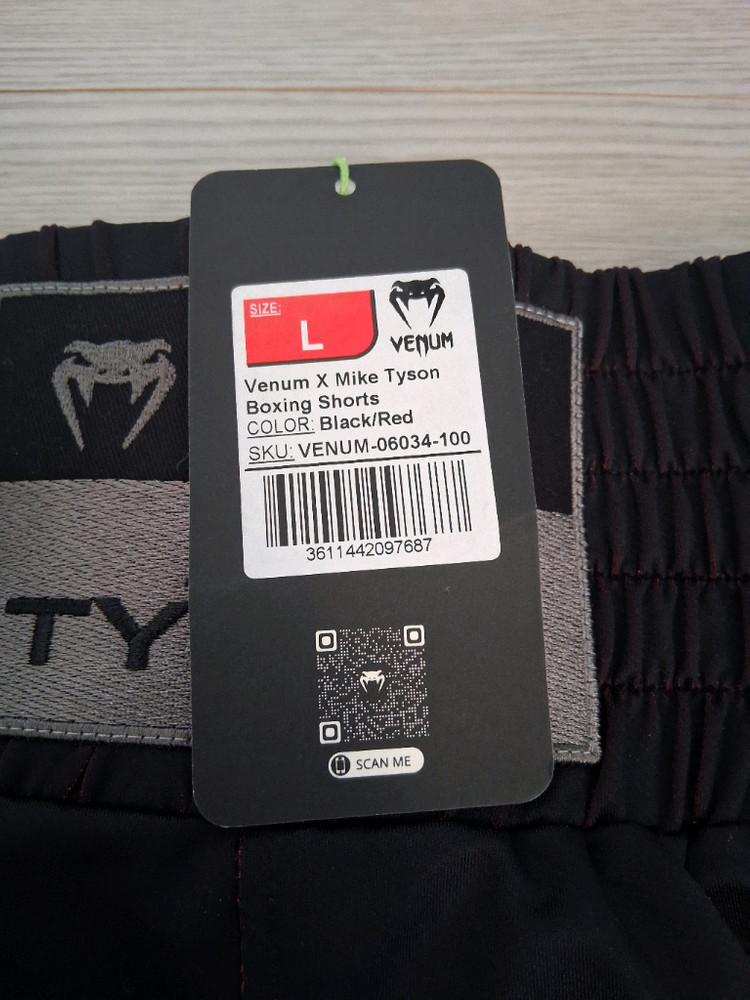 SIZE:
L
VENUM
Venum X Mike Tyson
Boxing Shorts
COLOR: Black/Red
SKU: VENUM-06034-100
3611442097687
TY
SCAN ME